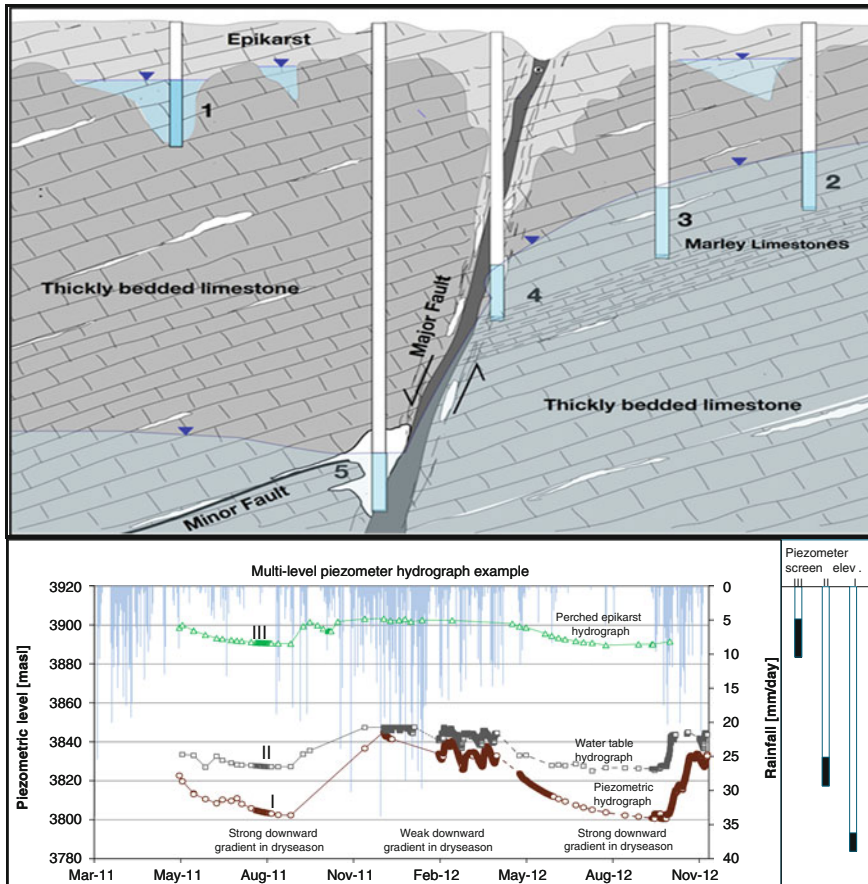 Epikarst
1
2
3
Marley Limestones
Thickly bedded limestone
4
Major Fault
Thickly bedded limestone
5
Minor Fault
Multi-level piezometer hydrograph example
Piezometer
screen elev.
III II I
3920
3900
3880
3860
3840
3820
3800
3780
Piezometric level [masl]
0
5
10
15
20
25
30
35
40
Rainfall [mm/day]
III
Perched epikarst
hydrograph
II
Water table
hydrograph
I
Piezometric
hydrograph
Strong downward
gradient in dryseason
Weak downward
gradient in dryseason
Strong downward
gradient in dryseason
Mar-11 May-11 Aug-11 Nov-11 Feb-12 May-12 Aug-12 Nov-12